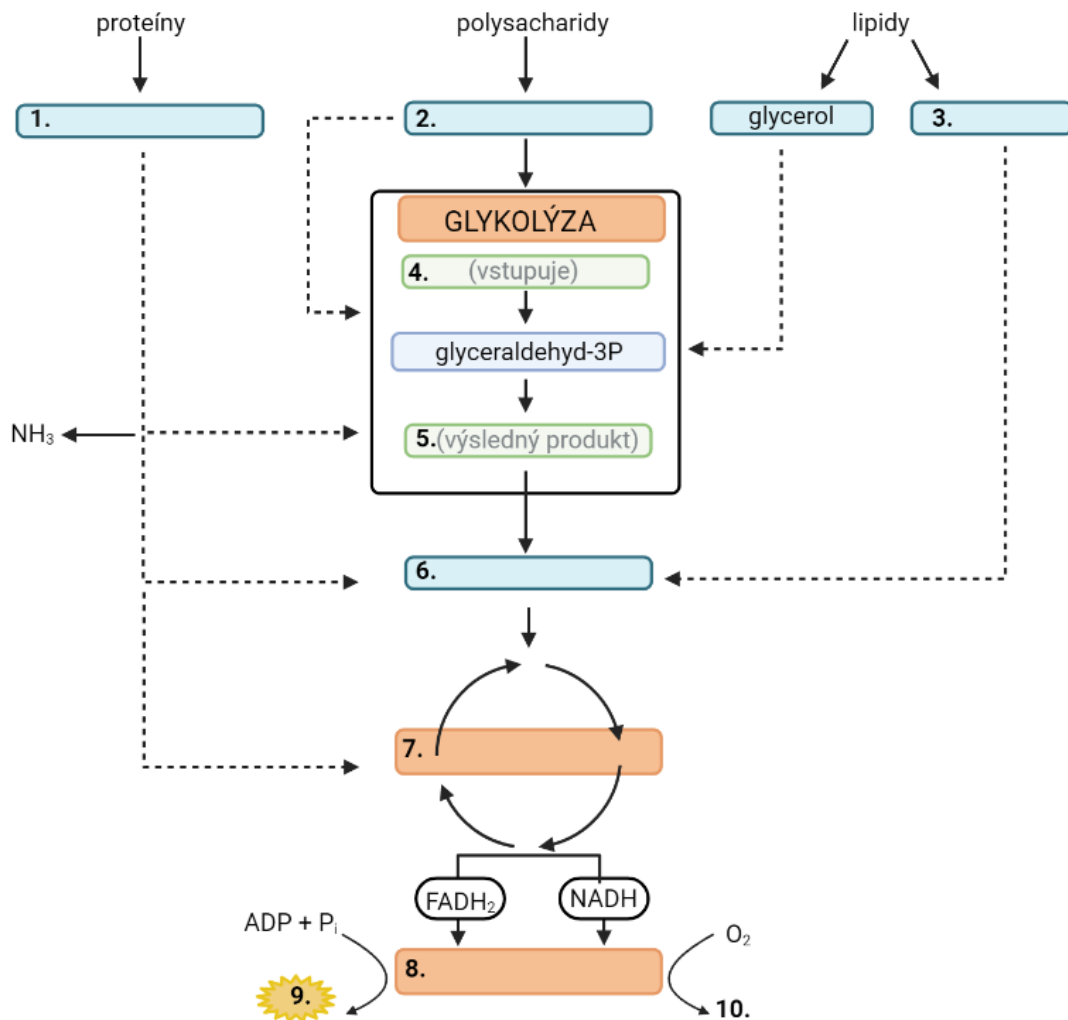 proteíny
polysacharidy
lipidy
1.
2.
glycerol
3.
GLYKOLÝZA
4. (vstupuje)
glyceraldehyd-3P
NH₃
5. (výsledný produkt)
6.
7.
FADH₂
NADH
ADP + Pᵢ
O₂
8.
9.
10.